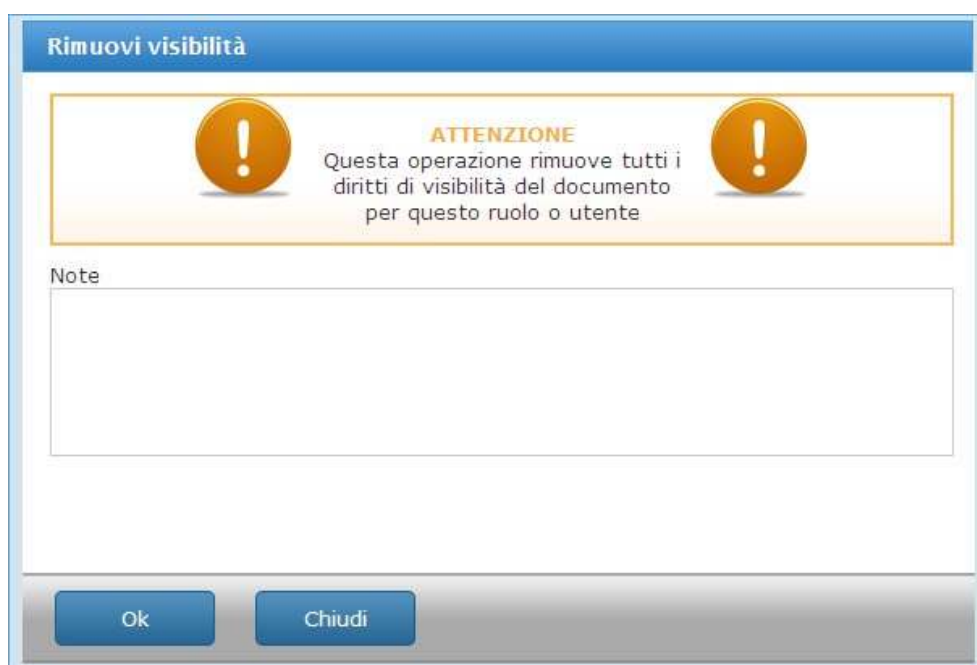 Rimuovi visibilità
ATTENZIONE
Questa operazione rimuove tutti i
diritti di visibilità del documento
per questo ruolo o utente
Note
Ok
Chiudi